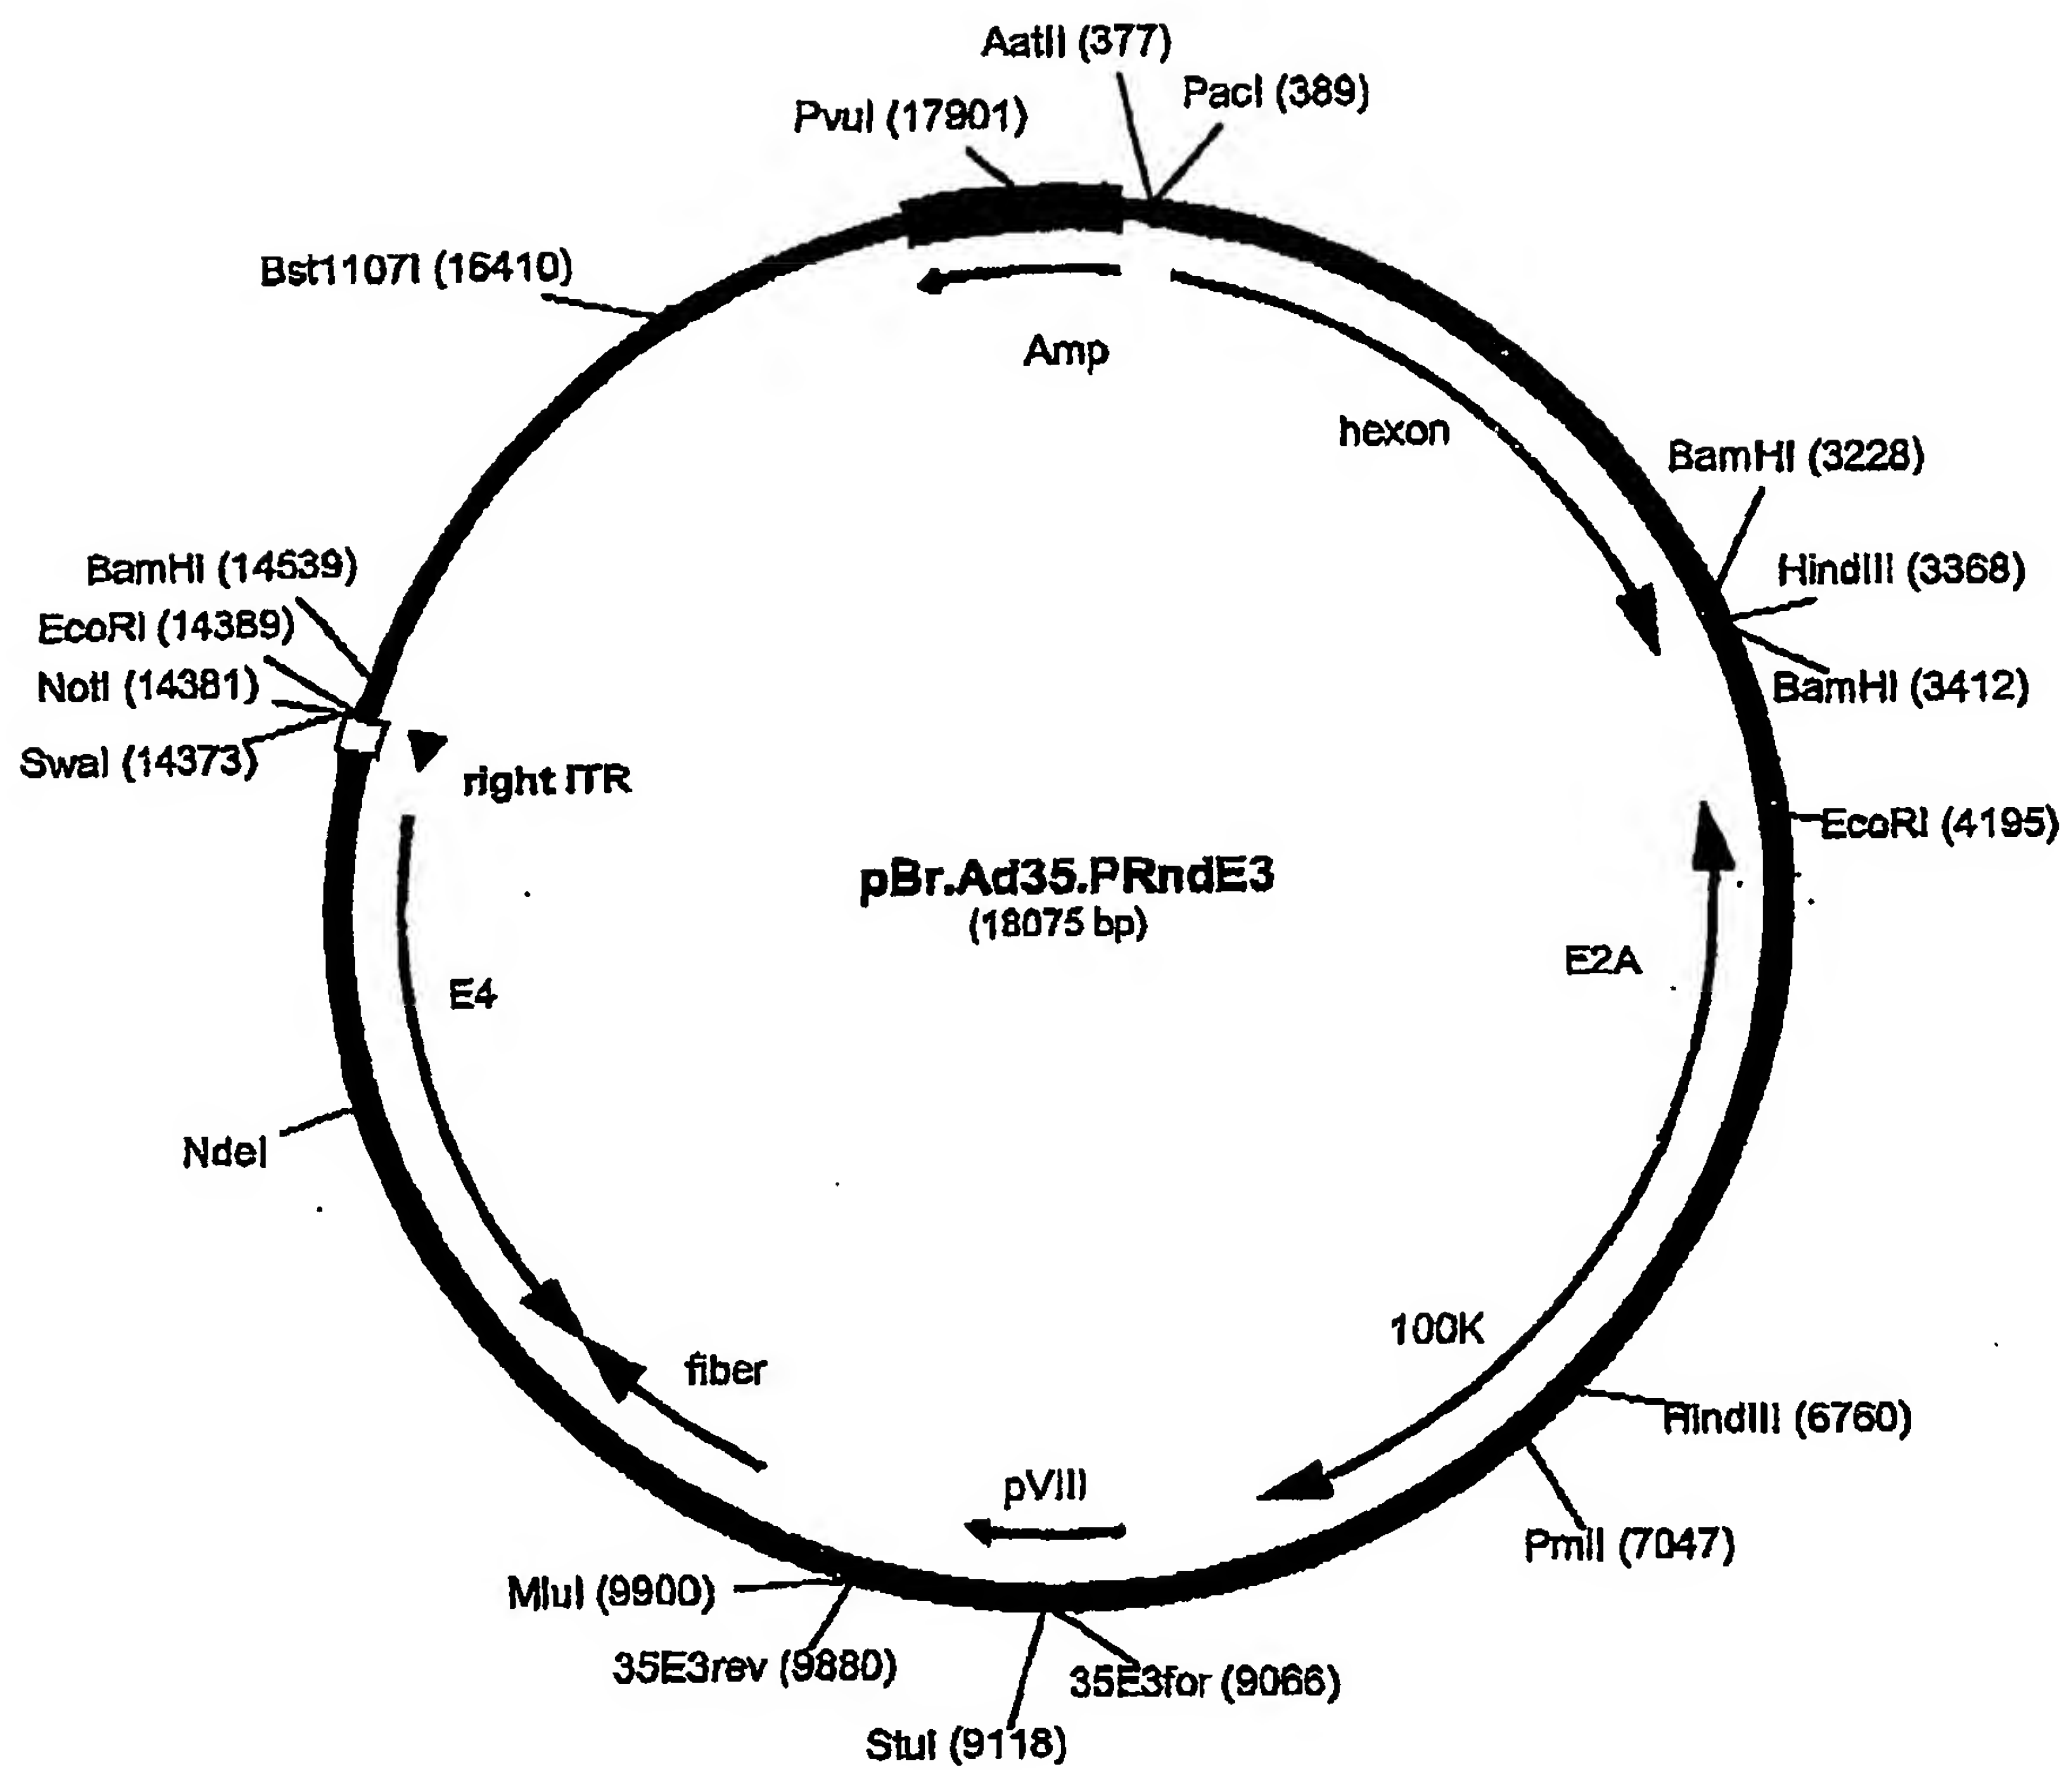 AatII (377)
PacI (389)
PvuI (17901)
Bst1107I (16410)
Amp
hexon
BamHI (3228)
HindIII (3368)
BamHI (3412)
BamHI (14539)
EcoRI (14389)
NotI (14381)
SwaI (14373)
right ITR
EcoRI (4195)
pBr.Ad35.PRndE3
(18075 bp)
E2A
E4
NdeI
100K
fiber
HindIII (6760)
pVIII
PmlI (7047)
MluI (9900)
35E3rev (9880)
35E3for (9066)
StuI (9118)